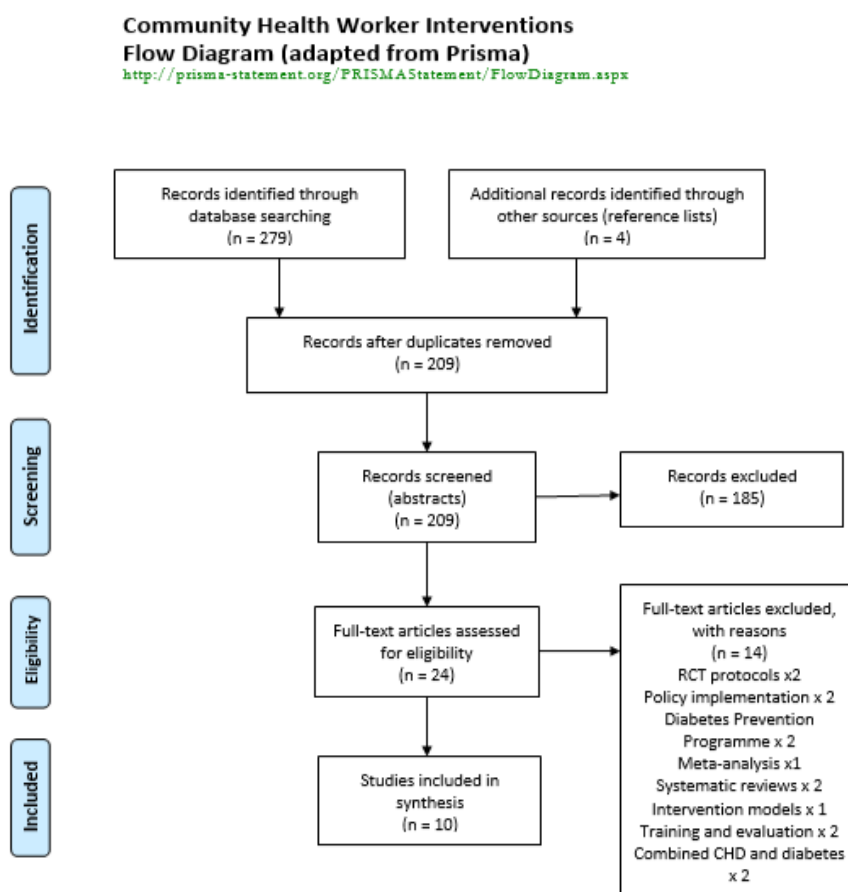 Community Health Worker Interventions
Flow Diagram (adapted from Prisma)
http://prisma-statement.org/PRISMAStatement/FlowDiagram.aspx
Identification
Records identified through
database searching
(n = 279)
Additional records identified through
other sources (reference lists)
(n = 4)
Records after duplicates removed
(n = 209)
Screening
Records screened
(abstracts)
(n = 209)
Records excluded
(n = 185)
Eligibility
Full-text articles assessed
for eligibility
(n = 24)
Full-text articles excluded,
with reasons
(n = 14)
RCT protocols x2
Policy implementation x 2
Diabetes Prevention
Programme x 2
Meta-analysis x1
Systematic reviews x 2
Intervention models x 1
Training and evaluation x 2
Combined CHD and diabetes
x 2
Included
Studies included in
synthesis
(n = 10)